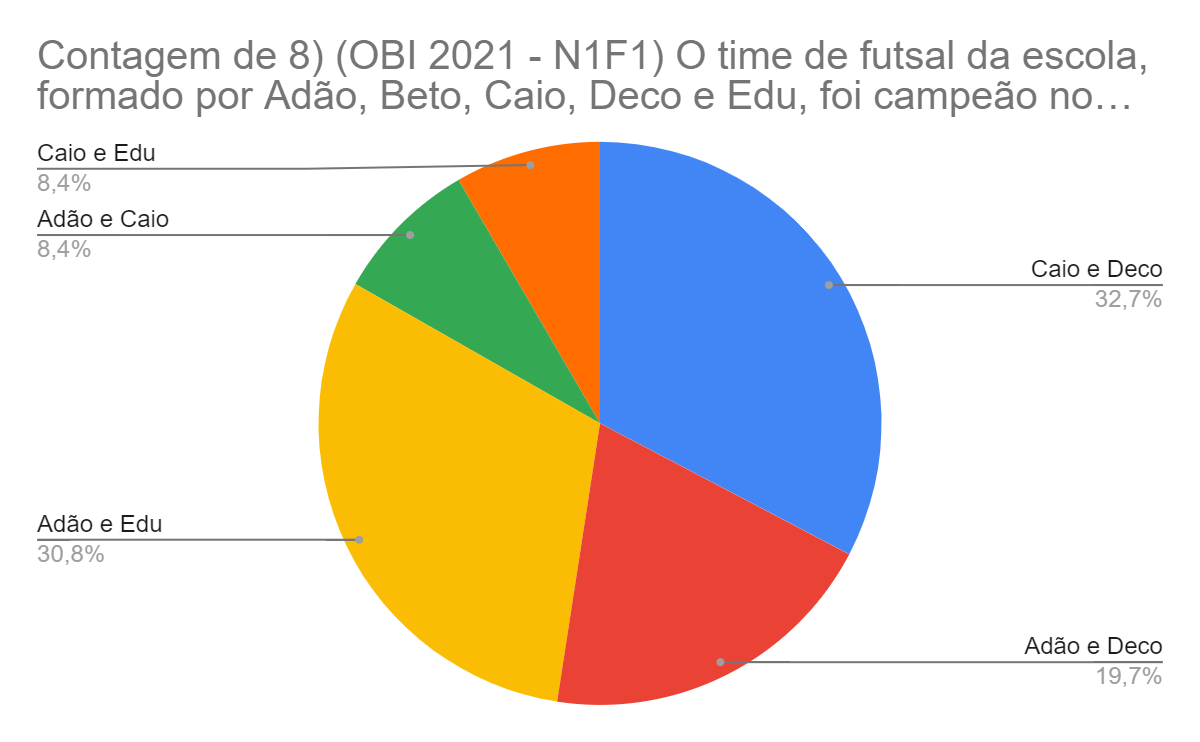 Contagem de 8) (OBI 2021 - N1F1) O time de futsal da escola,
formado por Adão, Beto, Caio, Deco e Edu, foi campeão no…
Caio e Edu
8,4%
Adão e Caio
8,4%
Caio e Deco
32,7%
Adão e Edu
30,8%
Adão e Deco
19,7%